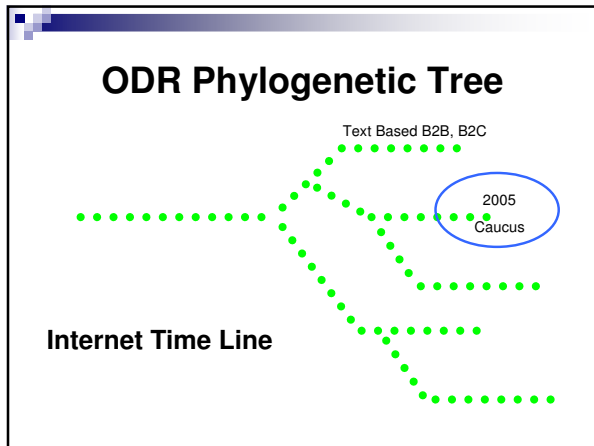 ODR Phylogenetic Tree
Text Based B2B, B2C
2005
Caucus
Internet Time Line